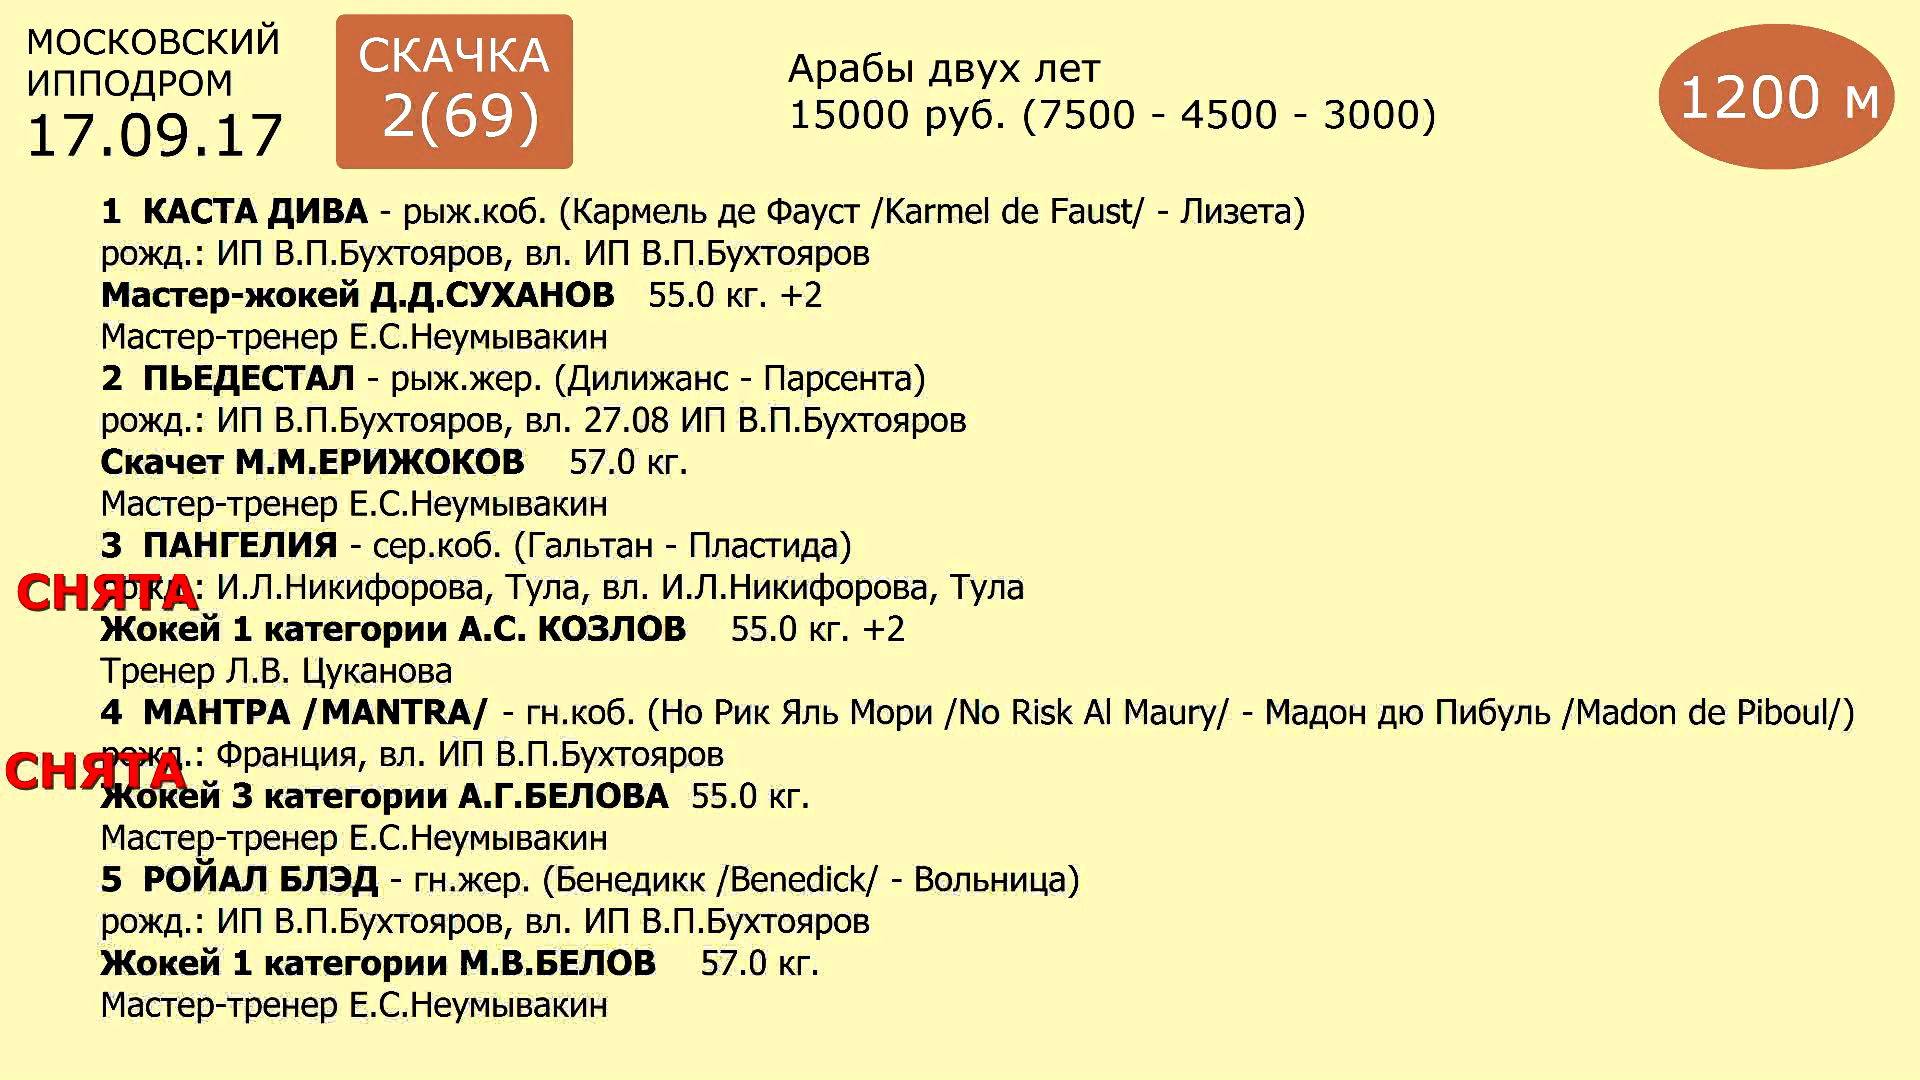 МОСКОВСКИЙ
ИППОДРОМ
17.09.17
СКАЧКА
2(69)
Арабы двух лет
15000 руб. (7500 - 4500 - 3000)
1200 м
1 КАСТА ДИВА - рыж.коб. (Кармель де Фауст /Karmel de Faust/ - Лизета)
рожд.: ИП В.П.Бухтояров, вл. ИП В.П.Бухтояров
Мастер-жокей Д.Д.СУХАНОВ 55.0 кг. +2
Мастер-тренер Е.С.Неумывакин
2 ПЬЕДЕСТАЛ - рыж.жер. (Дилижанс - Парсента)
рожд.: ИП В.П.Бухтояров, вл. 27.08 ИП В.П.Бухтояров
Скачет М.М.ЕРИЖОКОВ 57.0 кг.
Мастер-тренер Е.С.Неумывакин
3 ПАНГЕЛИЯ - сер.коб. (Гальтан - Пластида)
СНЯТА
рожд.: И.Л.Никифорова, Тула, вл. И.Л.Никифорова, Тула
Жокей 1 категории А.С. КОЗЛОВ 55.0 кг. +2
Тренер Л.В. Цуканова
4 МАНТРА /MANTRA/ - гн.коб. (Но Рик Яль Мори /No Risk Al Maury/ - Мадон дю Пибуль /Madon de Piboul/)
рожд.: Франция, вл. ИП В.П.Бухтояров
СНЯТА
Жокей 3 категории А.Г.БЕЛОВА 55.0 кг.
Мастер-тренер Е.С.Неумывакин
5 РОЙАЛ БЛЭД - гн.жер. (Бенедикк /Benedick/ - Вольница)
рожд.: ИП В.П.Бухтояров, вл. ИП В.П.Бухтояров
Жокей 1 категории М.В.БЕЛОВ 57.0 кг.
Мастер-тренер Е.С.Неумывакин